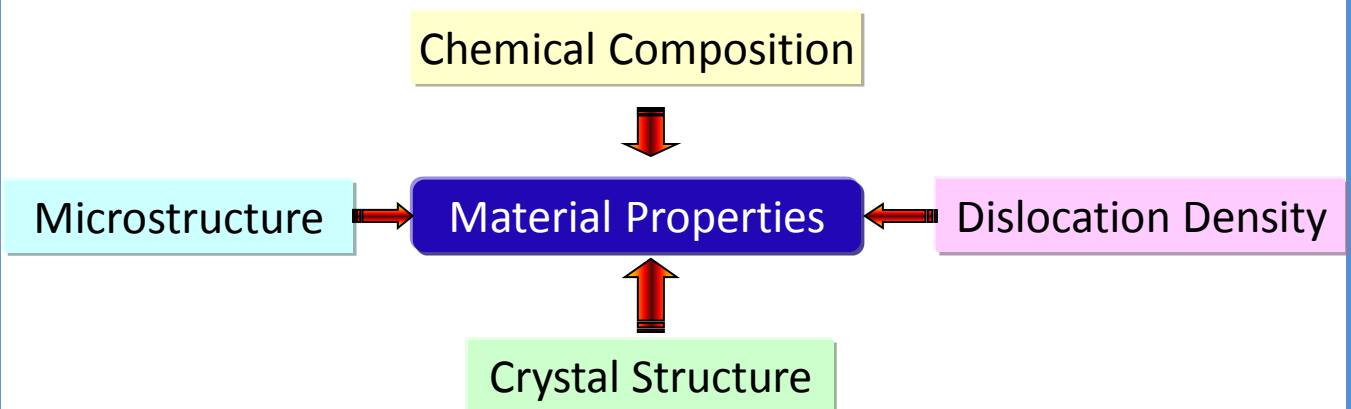 Chemical Composition
Microstructure
Material Properties
Dislocation Density
Crystal Structure